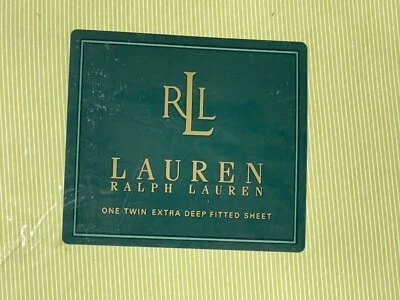 RLL
LAUREN
RALPH LAUREN
ONE TWIN EXTRA DEEP FITTED SHEET